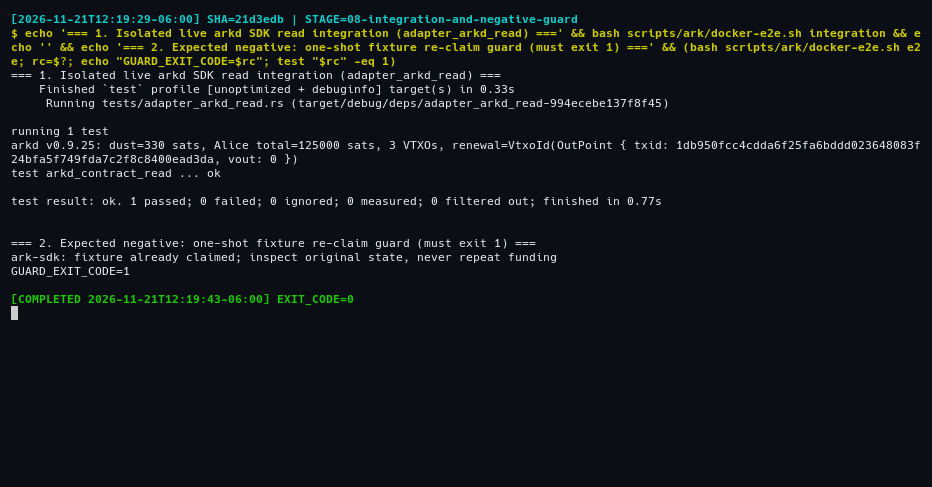 [2026-11-21T12:19:29-06:00] SHA=21d3edb | STAGE=08-integration-and-negative-guard
$ echo '=== 1. Isolated live arkd SDK read integration (adapter_arkd_read) ===' && bash scripts/ark/docker-e2e.sh integration && e
cho '' && echo '=== 2. Expected negative: one-shot fixture re-claim guard (must exit 1) ===' && (bash scripts/ark/docker-e2e.sh e2
e; rc=$?; echo "GUARD_EXIT_CODE=$rc"; test "$rc" -eq 1)
=== 1. Isolated live arkd SDK read integration (adapter_arkd_read) ===
    Finished `test` profile [unoptimized + debuginfo] target(s) in 0.33s
     Running tests/adapter_arkd_read.rs (target/debug/deps/adapter_arkd_read-994ecebe137f8f45)
running 1 test
arkd v0.9.25: dust=330 sats, Alice total=125000 sats, 3 VTXOs, renewal=VtxoId(OutPoint { txid: 1db950fcc4cdda6f25fa6bddd023648083f
24bfa5f749fda7c2f8c8400ead3da, vout: 0 })
test arkd_contract_read ... ok
test result: ok. 1 passed; 0 failed; 0 ignored; 0 measured; 0 filtered out; finished in 0.77s
=== 2. Expected negative: one-shot fixture re-claim guard (must exit 1) ===
ark-sdk: fixture already claimed; inspect original state, never repeat funding
GUARD_EXIT_CODE=1
[COMPLETED 2026-11-21T12:19:43-06:00] EXIT_CODE=0